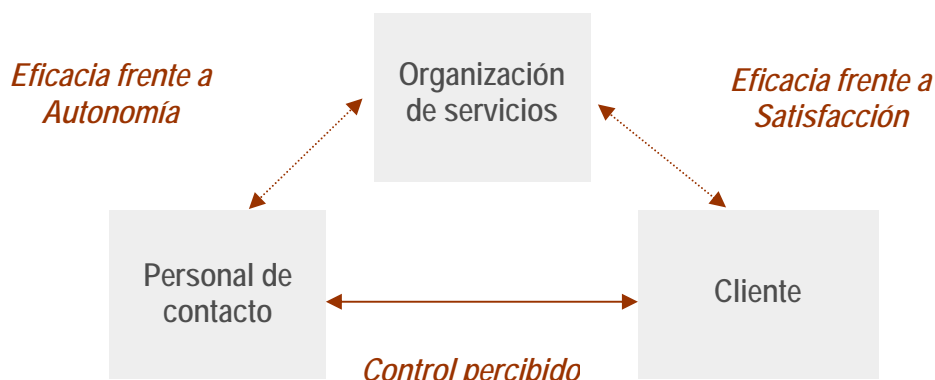 Eficacia frente a
Autonomía
Organización
de servicios
Eficacia frente a
Satisfacción
Personal de
contacto
Cliente
Control percibido